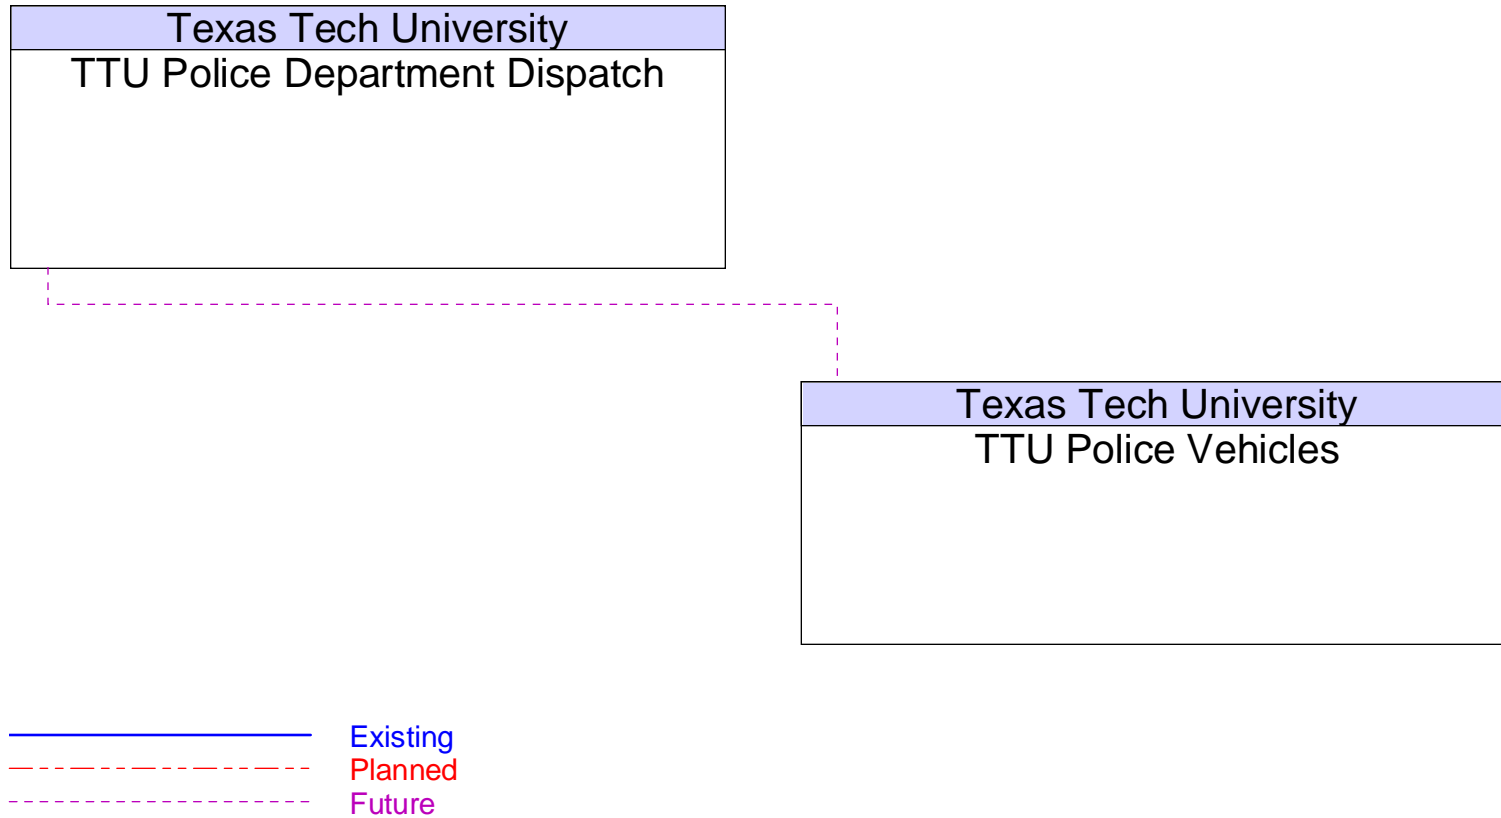 Texas Tech University
TTU Police Department Dispatch
Texas Tech University
TTU Police Vehicles
Existing
Planned
Future